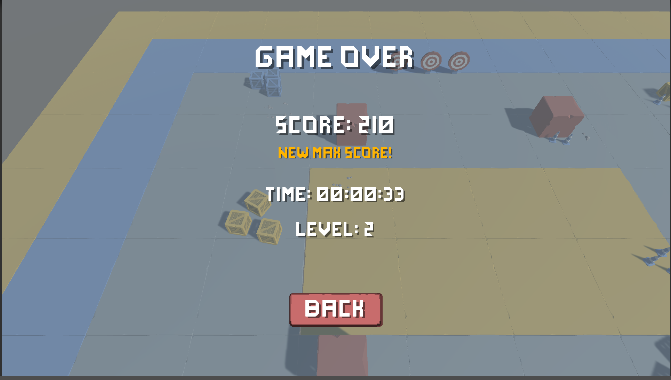 GAME OVER
SCORE: 210
NEW MAX SCORE!
TIME: 00:00:33
LEVEL: 2
BACK